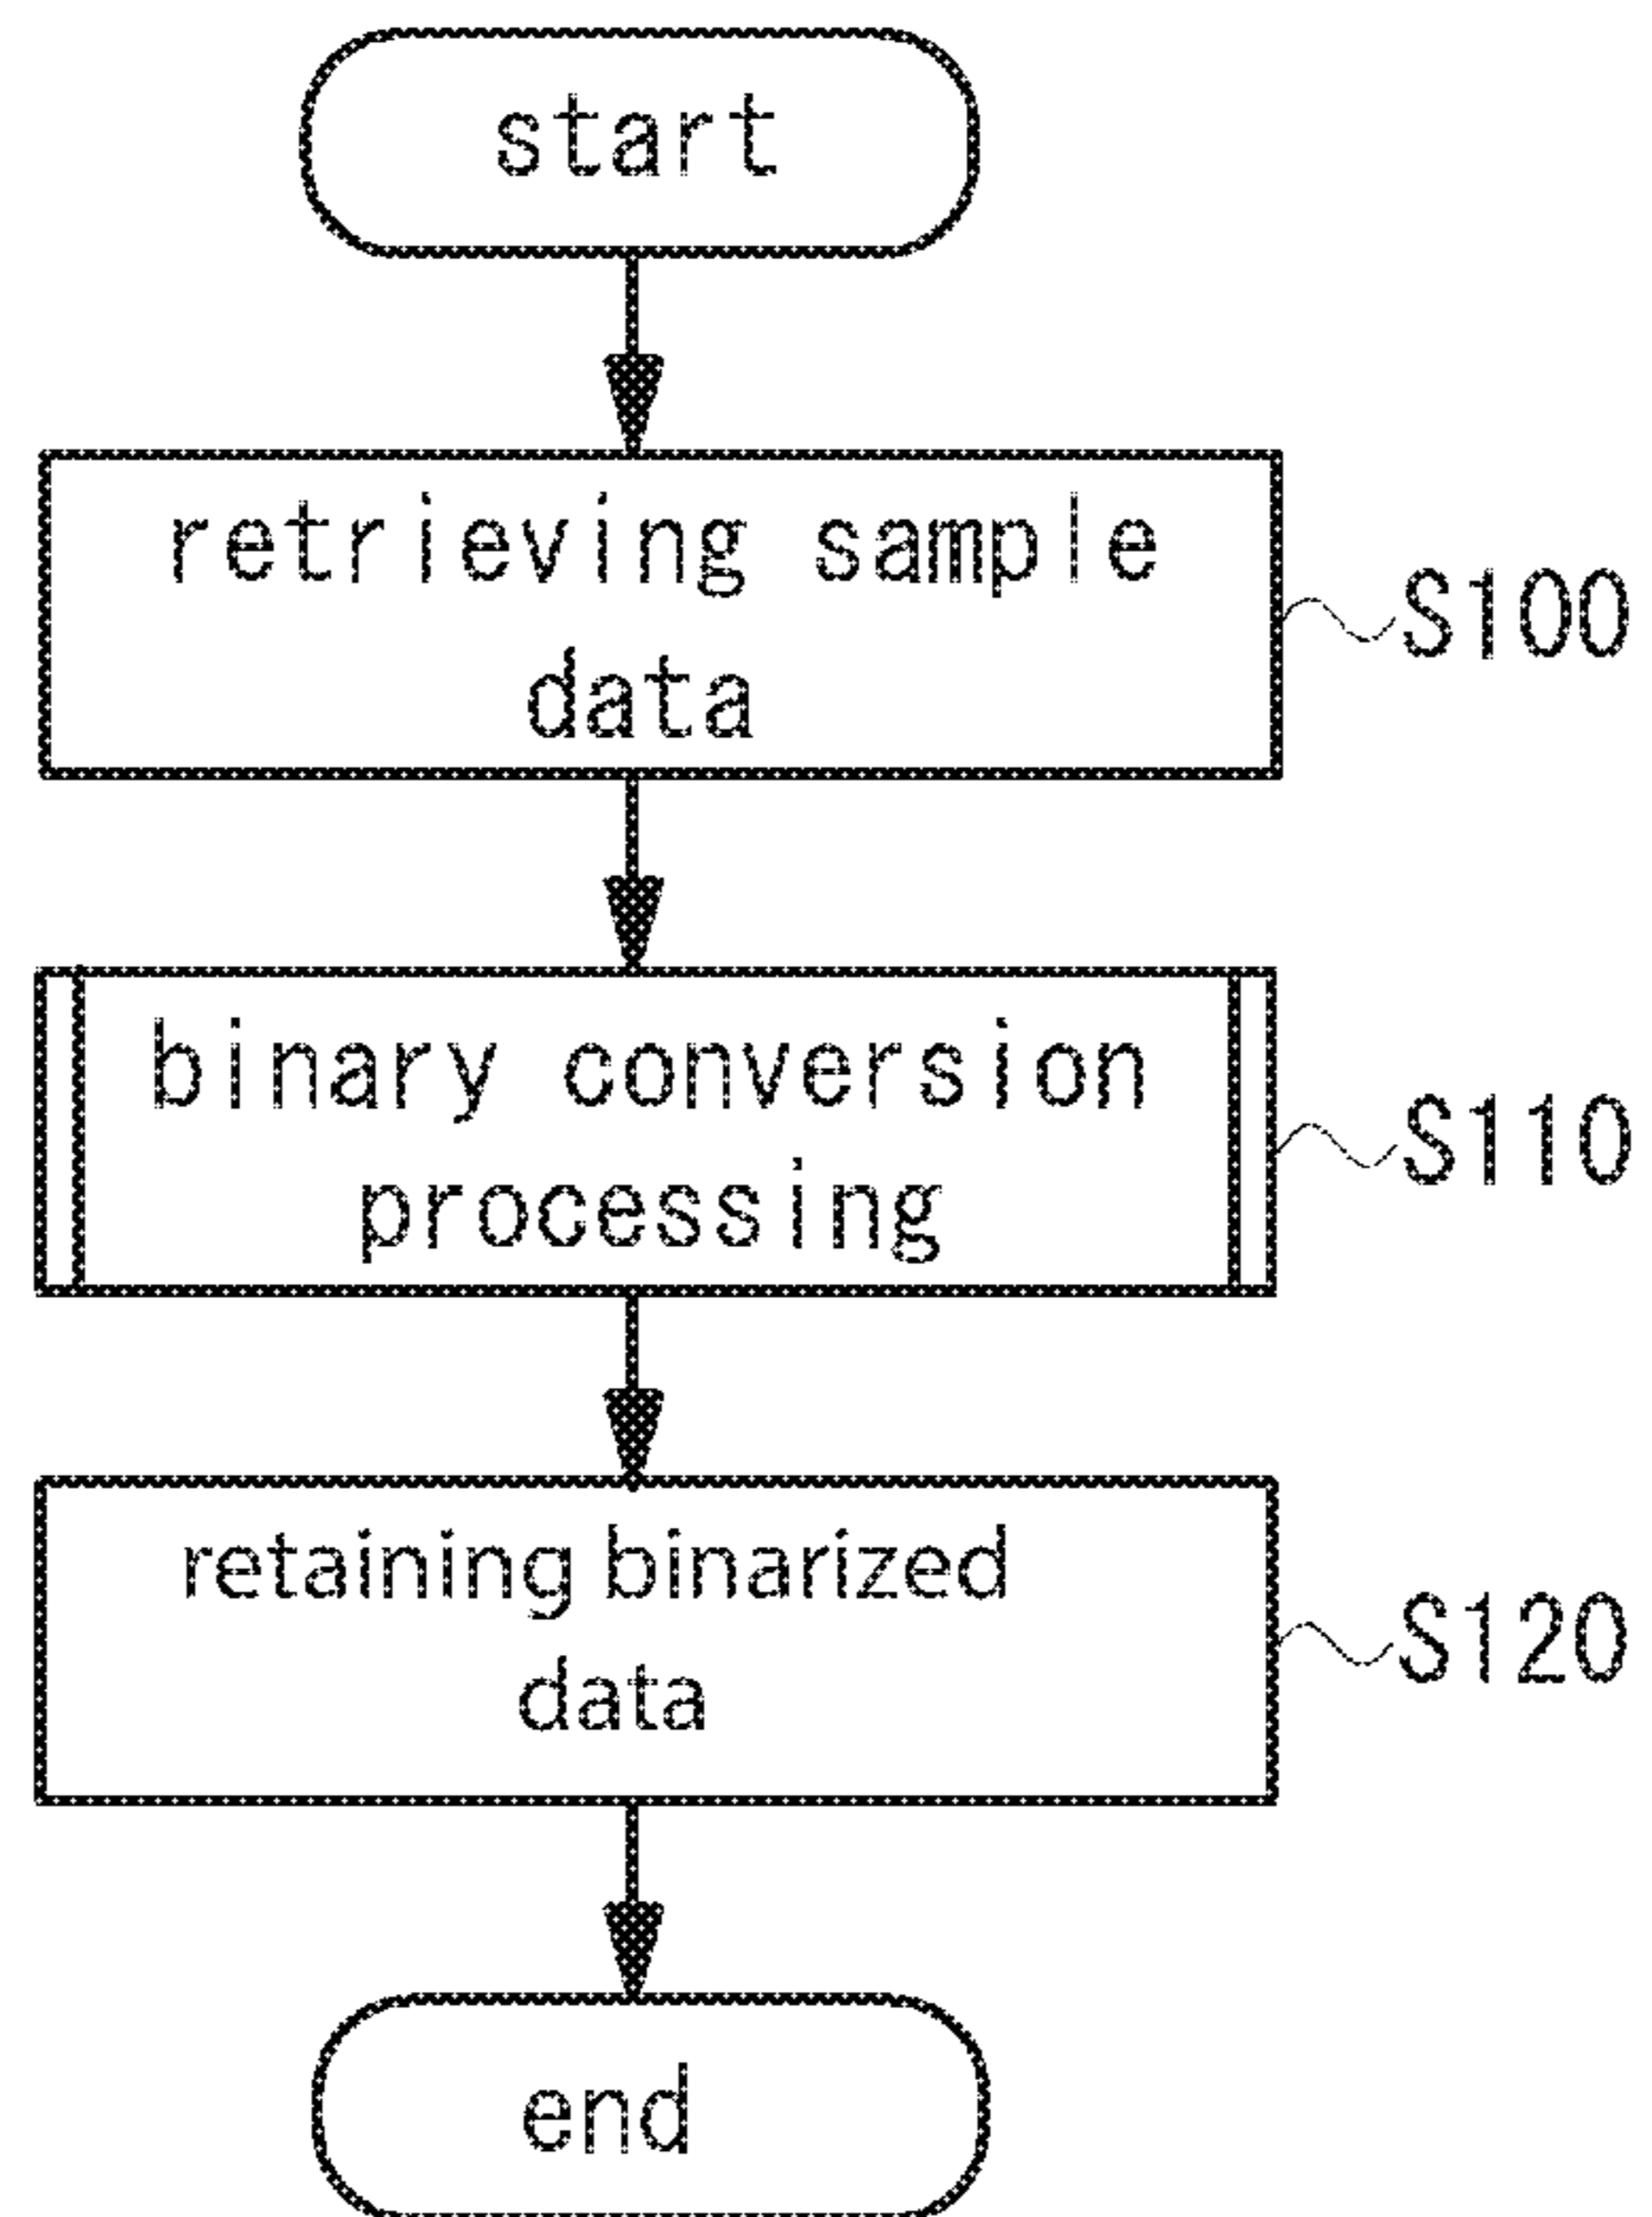 start
retrieving sample
data
S100
binary conversion
processing
S110
retaining binarized
data
S120
end